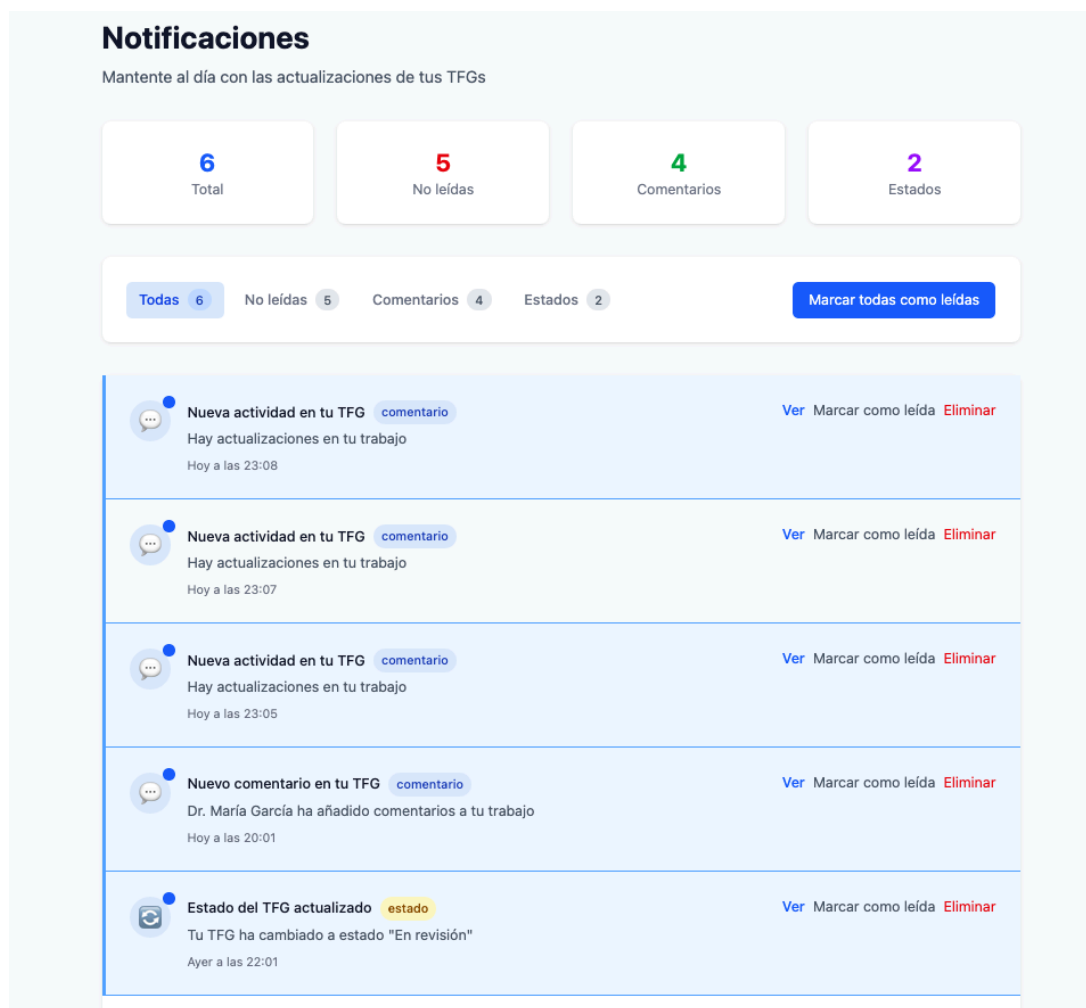 Notificaciones
Mantente al día con las actualizaciones de tus TFGs
6
Total
5
No leídas
4
Comentarios
2
Estados
Todas 6 No leídas 5 Comentarios 4 Estados 2 Marcar todas como leídas
Nueva actividad en tu TFG comentario Ver Marcar como leída Eliminar
Hay actualizaciones en tu trabajo
Hoy a las 23:08
Nueva actividad en tu TFG comentario Ver Marcar como leída Eliminar
Hay actualizaciones en tu trabajo
Hoy a las 23:07
Nueva actividad en tu TFG comentario Ver Marcar como leída Eliminar
Hay actualizaciones en tu trabajo
Hoy a las 23:05
Nuevo comentario en tu TFG comentario Ver Marcar como leída Eliminar
Dr. María García ha añadido comentarios a tu trabajo
Hoy a las 20:01
Estado del TFG actualizado estado Ver Marcar como leída Eliminar
Tu TFG ha cambiado a estado "En revisión"
Ayer a las 22:01